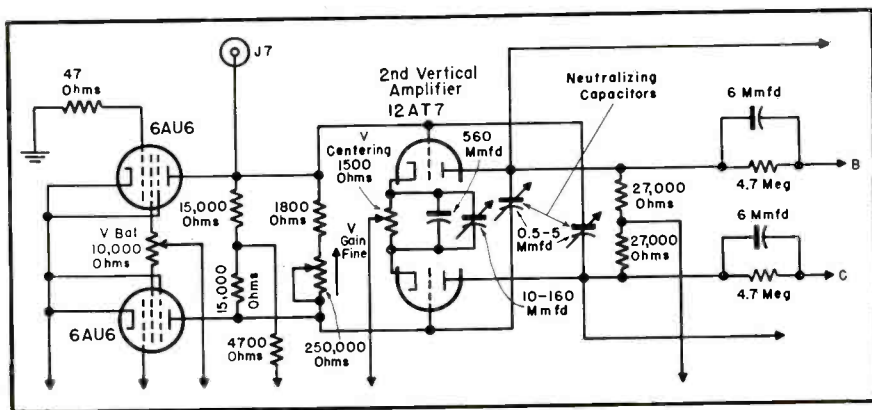 J7
47
Ohms
6AU6
2nd Vertical
Amplifier
12AT7
Neutralizing
Capacitors
6 Mmfd
B
4.7 Meg
V
Centering
1500
Ohms
560
Mmfd
15,000
Ohms
1800
Ohms
V Bal
10,000
Ohms
V
Gain
Fine
0.5-5
Mmfd
27,000
Ohms
27,000
Ohms
6 Mmfd
C
4.7 Meg
15,000
Ohms
6AU6
4700
Ohms
250,000
Ohms
10-160
Mmfd